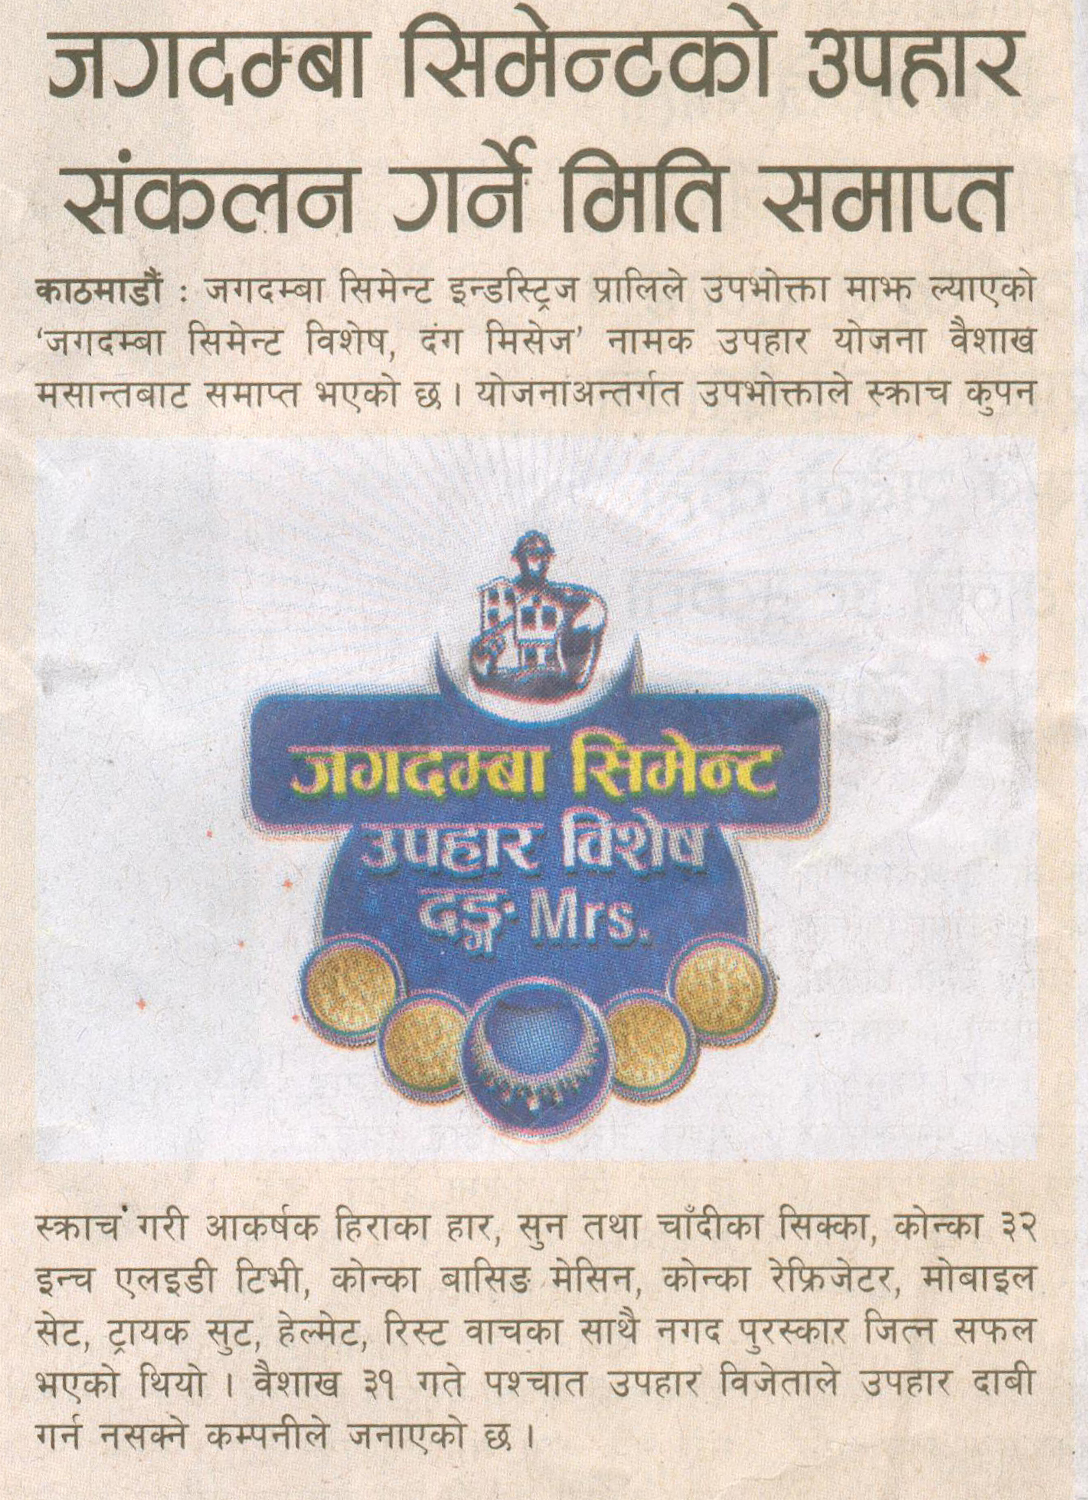 जगदम्बा सिमेन्टको उपहार
संकलन गर्ने मिति समाप्त
काठमाडौं : जगदम्बा सिमेन्ट इन्डस्ट्रिज प्रालिले उपभोक्ता माझ ल्याएको
‘जगदम्बा सिमेन्ट विशेष, दंग मिसेज’ नामक उपहार योजना वैशाख
मसान्तबाट समाप्त भएको छ । योजनाअन्तर्गत उपभोक्ताले स्क्राच कुपन
जगदम्बा सिमेन्ट
उपहार विशेष
दङ्ग Mrs.
स्क्राच गरी आकर्षक हिराका हार, सुन तथा चाँदीका सिक्का, कोन्का ३२
इन्च एलइडी टिभी, कोन्का बासिङ मेसिन, कोन्का रेफ्रिजेटर, मोबाइल
सेट, ट्रायक सुट, हेल्मेट, रिस्ट वाचका साथै नगद पुरस्कार जित्न सफल
भएको थियो । वैशाख ३१ गते पश्चात उपहार विजेताले उपहार दाबी
गर्न नसक्ने कम्पनीले जनाएको छ ।